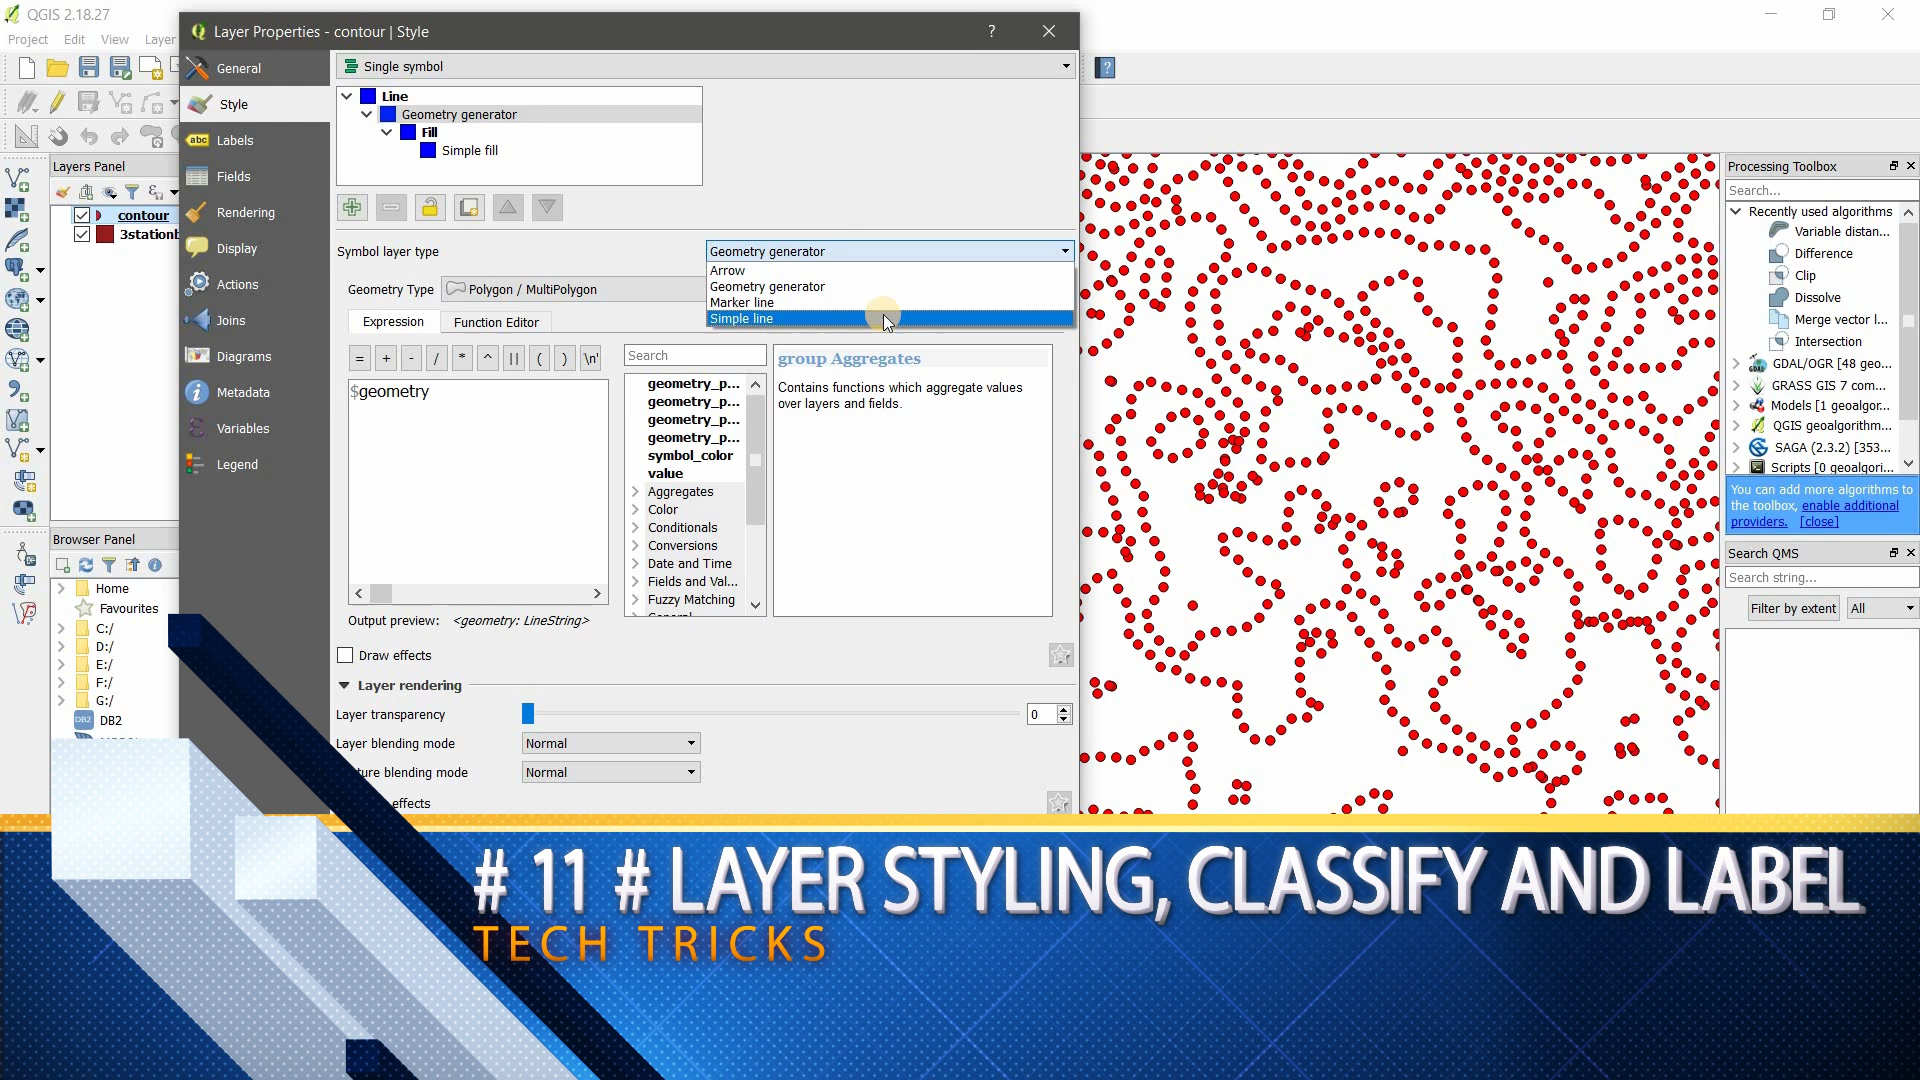 QGIS 2.18.27
Project Edit View Layer
Layer Properties - contour | Style
?
General
Style
Labels
Fields
Rendering
Display
Actions
Joins
Diagrams
Metadata
Variables
Legend
Single symbol
Line
Geometry generator
Fill
Simple fill
Symbol layer type
Geometry generator
Arrow
Geometry generator
Marker line
Simple line
Geometry Type Polygon / MultiPolygon
Expression Function Editor
= + - / * ^ || ( ) '\n'
$geometry
Output preview: <geometry: LineString>
Search
geometry_p...
geometry_p...
geometry_p...
geometry_p...
symbol_color
value
Aggregates
Color
Conditionals
Conversions
Date and Time
Fields and Val...
Fuzzy Matching
group Aggregates
Contains functions which aggregate values
over layers and fields.
Draw effects
Layer rendering
Layer transparency 0
Layer blending mode Normal
ture blending mode Normal
effects
Layers Panel
contour
3stationb
Browser Panel
Home
Favourites
C:/
D:/
E:/
F:/
G:/
DB2
Processing Toolbox
Search...
Recently used algorithms
Variable distan...
Difference
Clip
Dissolve
Merge vector l...
Intersection
GDAL/OGR [48 geo...
GRASS GIS 7 com...
Models [1 geoalgor...
QGIS geoalgorithm...
SAGA (2.3.2) [353...
Scripts [0 geoalgori...
You can add more algorithms to
the toolbox, enable additional
providers. [close]
Search QMS
Search string...
Filter by extent All
# 11 # LAYER STYLING, CLASSIFY AND LABEL
TECH TRICKS